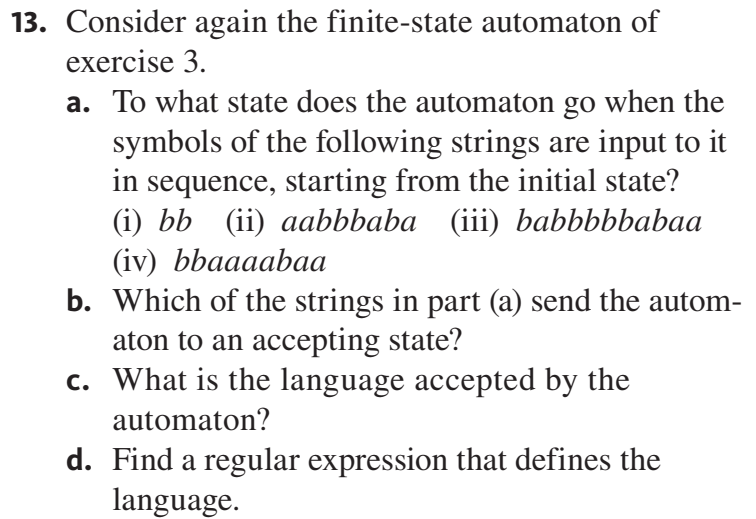 13. Consider again the finite-state automaton of
exercise 3.
a. To what state does the automaton go when the
symbols of the following strings are input to it
in sequence, starting from the initial state?
(i) bb (ii) aabbbaba (iii) babbbbbabaa
(iv) bbaaaabaa
b. Which of the strings in part (a) send the autom-
aton to an accepting state?
c. What is the language accepted by the
automaton?
d. Find a regular expression that defines the
language.